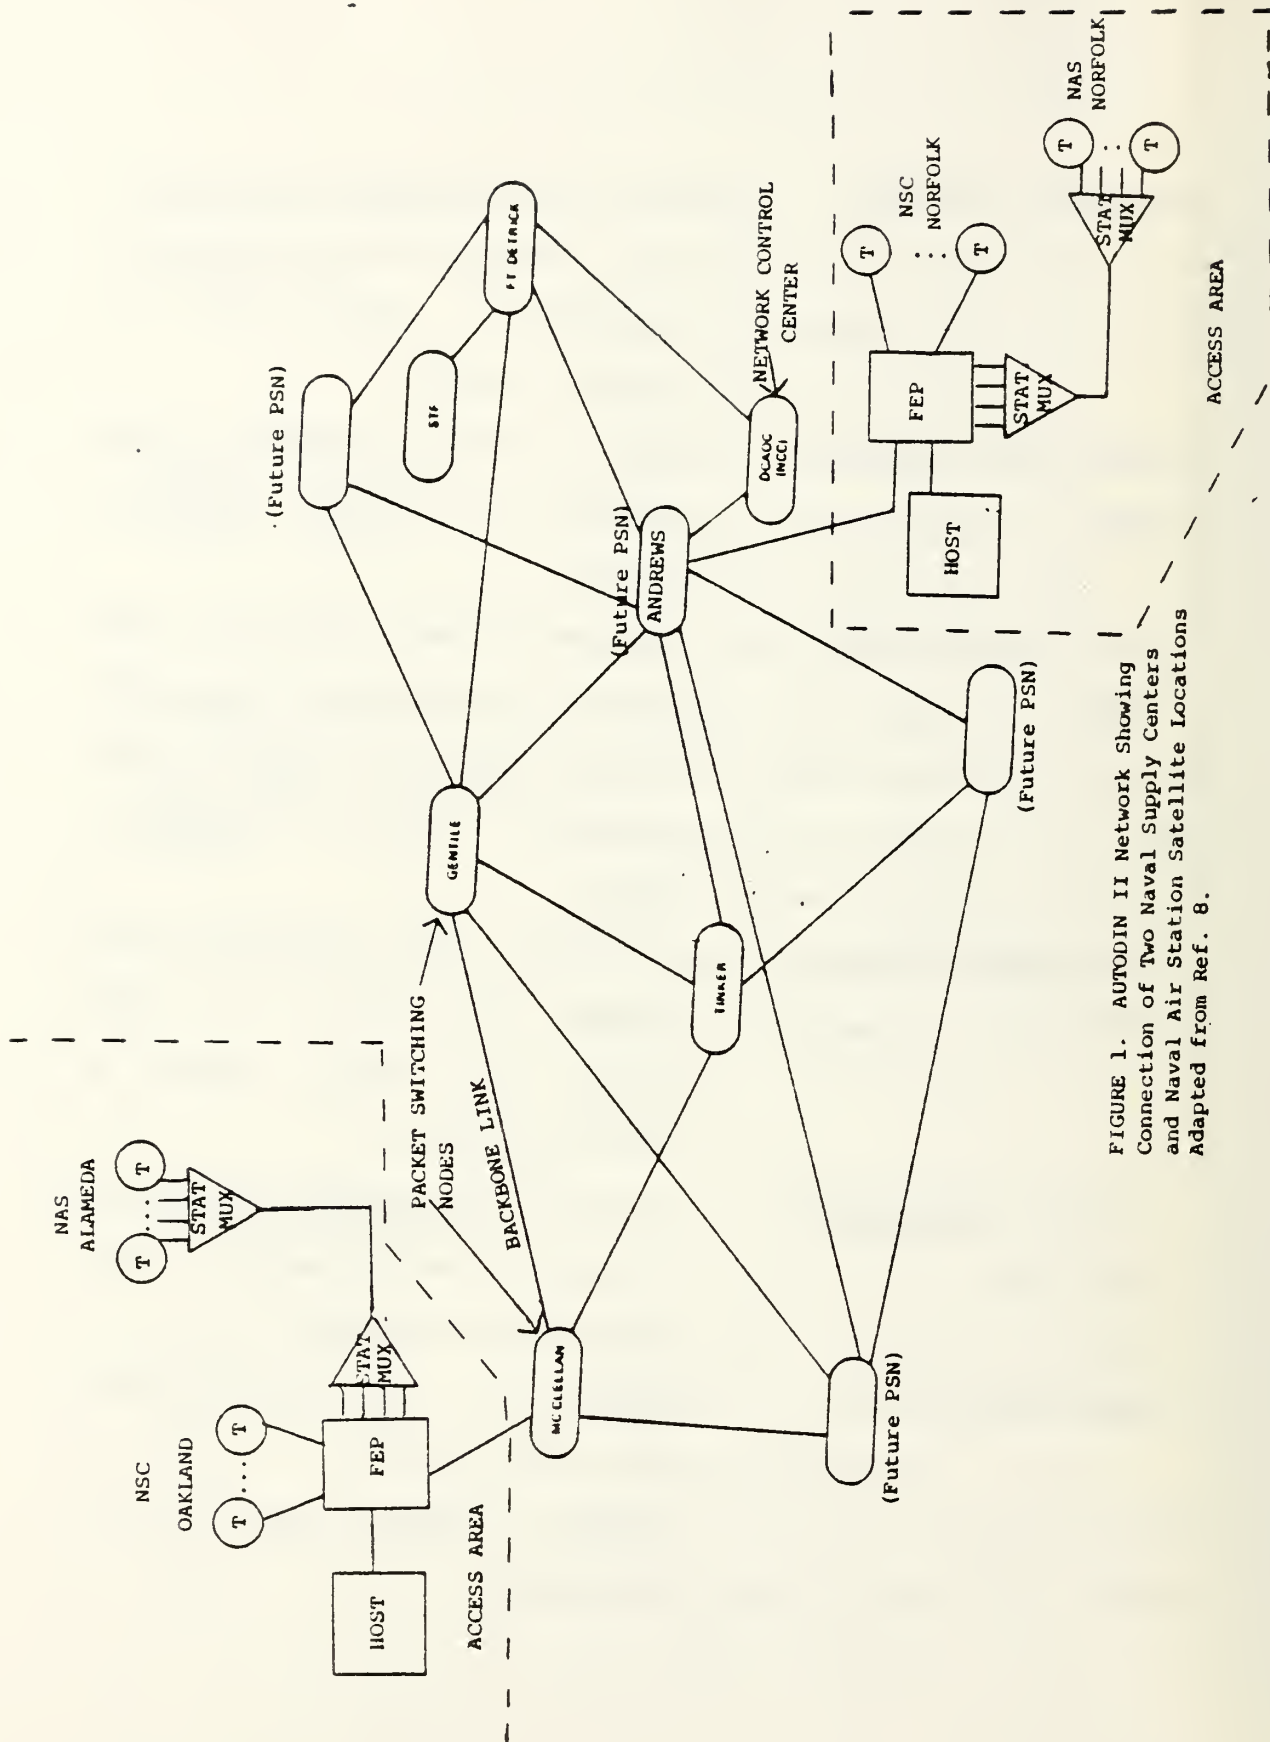 NAS
ALAMEDA
T
...
T
STAT
MUX
NSC
OAKLAND
T
...
T
HOST
FEP
STAT
MUX
ACCESS AREA
PACKET SWITCHING
NODES
BACKBONE LINK
MC CLELLAN
GENTILE
TINKER
(Future PSN)
(Future PSN)
STF
FT DETRICK
(Future PSN)
ANDREWS
DCAOC
NETWORK CONTROL
CENTER
(Future PSN)
HOST
FEP
T
T
NSC
NORFOLK
STAT
MUX
STAT
MUX
T
T
NAS
NORFOLK
ACCESS AREA
FIGURE 1. AUTODIN II Network Showing
Connection of Two Naval Supply Centers
and Naval Air Station Satellite Locations
Adapted from Ref. 8.